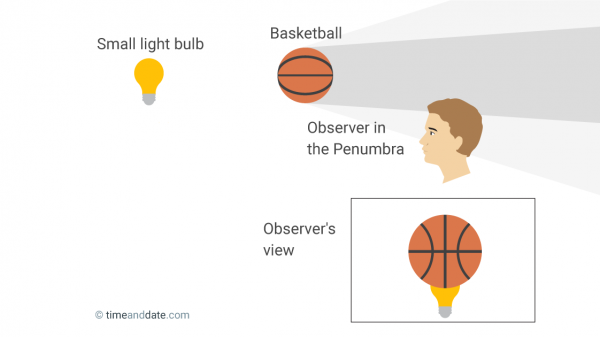 Small light bulb
Basketball
Observer in
the Penumbra
Observer's
view
© timeanddate.com